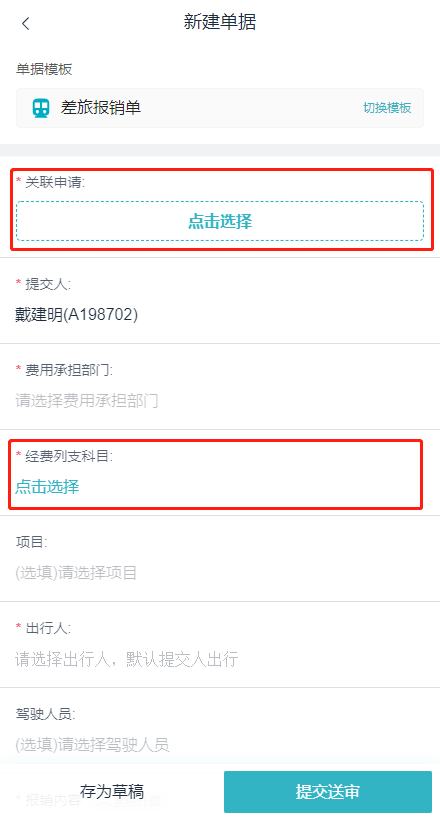 新建单据
单据模板
差旅报销单 切换模板
* 关联申请:
点击选择
* 提交人:
戴建明(A198702)
* 费用承担部门:
请选择费用承担部门
* 经费列支科目:
点击选择
项目:
(选填)请选择项目
* 出行人:
请选择出行人，默认提交人出行
驾驶人员:
(选填)请选择驾驶人员
* 报销内容
存为草稿 提交送审